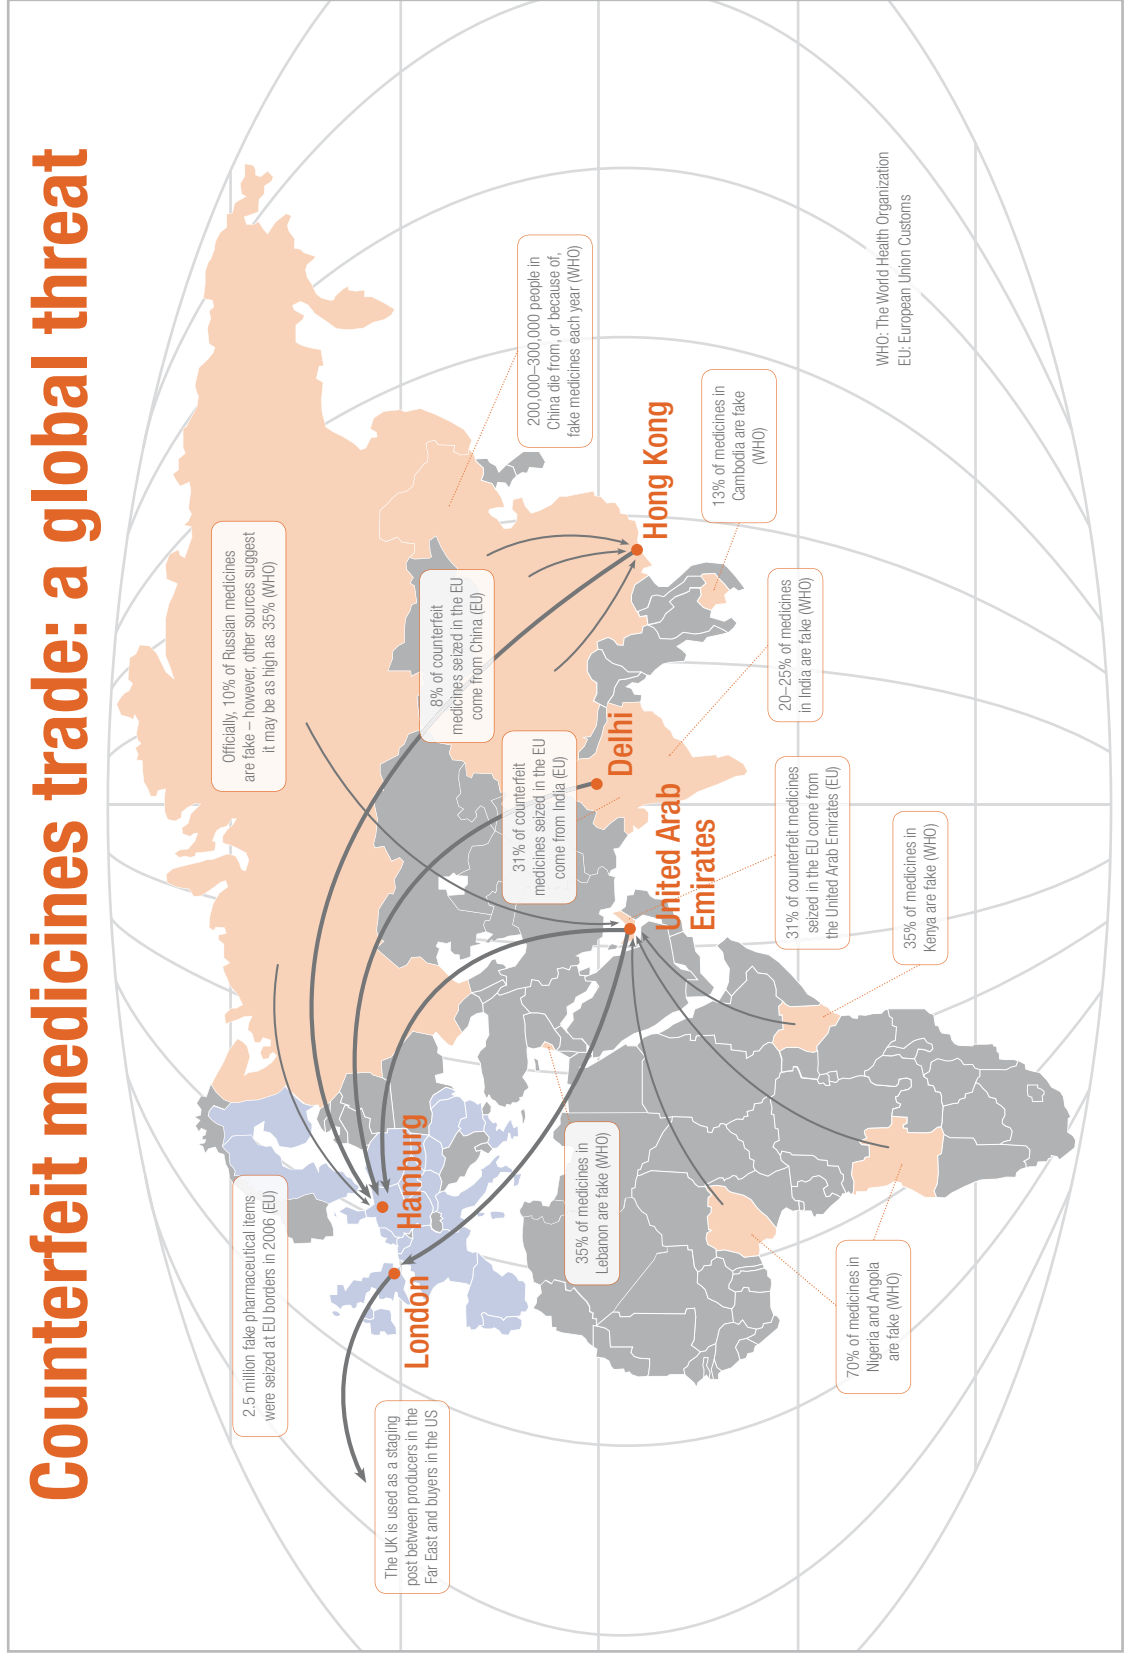 Counterfeit medicines trade: a global threat
Officially, 10% of Russian medicines
are fake – however, other sources suggest
it may be as high as 35% (WHO)
2.5 million fake pharmaceutical items
were seized at EU borders in 2006 (EU)
The UK is used as a staging
post between producers in the
Far East and buyers in the US
London
Hamburg
8% of counterfeit
medicines seized in the EU
come from China (EU)
200,000–300,000 people in
China die from, or because of,
fake medicines each year (WHO)
31% of counterfeit
medicines seized in the EU
come from India (EU)
Delhi
Hong Kong
United Arab
Emirates
35% of medicines in
Lebanon are fake (WHO)
13% of medicines in
Cambodia are fake
(WHO)
20–25% of medicines
in India are fake (WHO)
31% of counterfeit medicines
seized in the EU come from
the United Arab Emirates (EU)
35% of medicines in
Kenya are fake (WHO)
70% of medicines in
Nigeria and Angola
are fake (WHO)
WHO: The World Health Organization
EU: European Union Customs